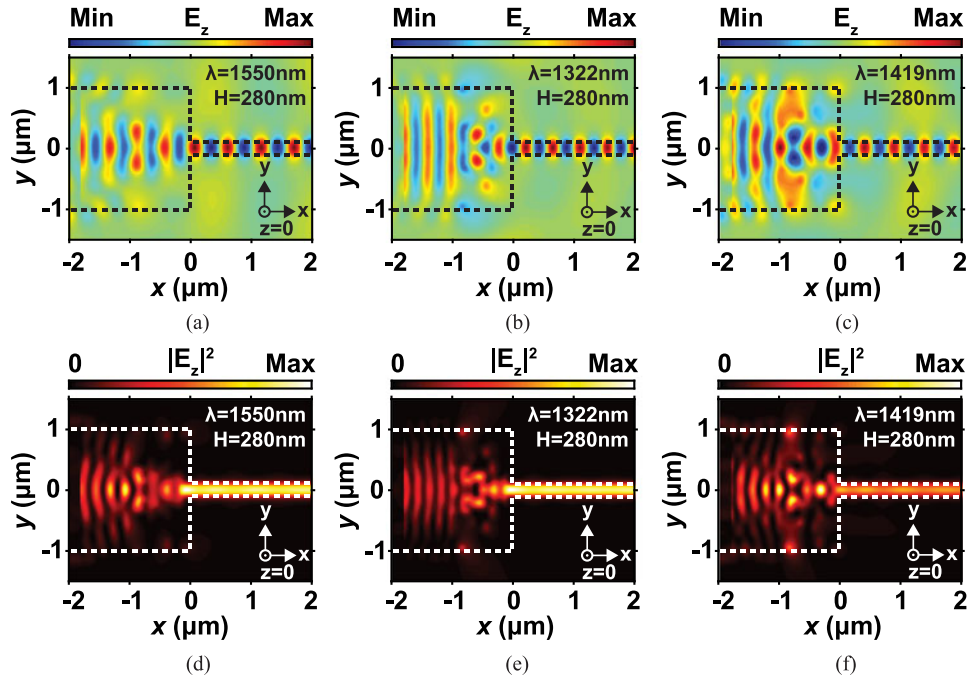 Min E_z Max
λ=1550nm
H=280nm
y (μm)
1
0
-1
y
x
z=0
-2 -1 0 1 2
x (μm)
(a)
Min E_z Max
λ=1322nm
H=280nm
y (μm)
1
0
-1
y
x
z=0
-2 -1 0 1 2
x (μm)
(b)
Min E_z Max
λ=1419nm
H=280nm
y (μm)
1
0
-1
y
x
z=0
-2 -1 0 1 2
x (μm)
(c)
0 |E_z|² Max
λ=1550nm
H=280nm
y (μm)
1
0
-1
y
x
z=0
-2 -1 0 1 2
x (μm)
(d)
0 |E_z|² Max
λ=1322nm
H=280nm
y (μm)
1
0
-1
y
x
z=0
-2 -1 0 1 2
x (μm)
(e)
0 |E_z|² Max
λ=1419nm
H=280nm
y (μm)
1
0
-1
y
x
z=0
-2 -1 0 1 2
x (μm)
(f)